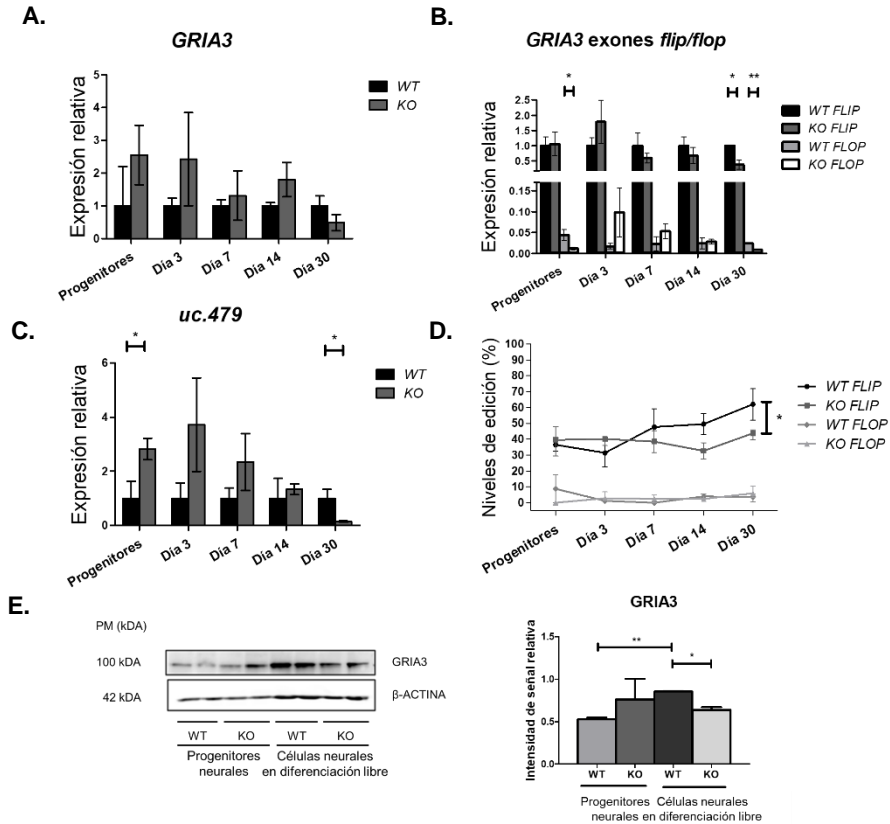 A.
GRIA3
Expresión relativa
6
5
4
3
2
1
0
WT
KO
Progenitores
Día 3
Día 7
Día 14
Día 30
B.
GRIA3 exones flip/flop
Expresión relativa
2.5
2.0
1.5
1.0
0.5
0.15
0.10
0.05
0.00
*
* **
WT FLIP
KO FLIP
WT FLOP
KO FLOP
Progenitores
Día 3
Día 7
Día 14
Día 30
C.
uc.479
Expresión relativa
6
4
2
0
*
*
WT
KO
Progenitores
Día 3
Día 7
Día 14
Día 30
D.
Niveles de edición (%)
100
90
80
70
60
50
40
30
20
10
0
*
WT FLIP
KO FLIP
WT FLOP
KO FLOP
Progenitores
Día 3
Día 7
Día 14
Día 30
E.
PM (kDA)
100 kDA
GRIA3
42 kDA
β-ACTINA
WT KO WT KO
Progenitores Células neurales
neurales en diferenciación libre
GRIA3
Intensidad de señal relativa
1.5
1.0
0.5
0.0
**
*
WT KO WT KO
Progenitores Células neurales
neurales en diferenciación libre